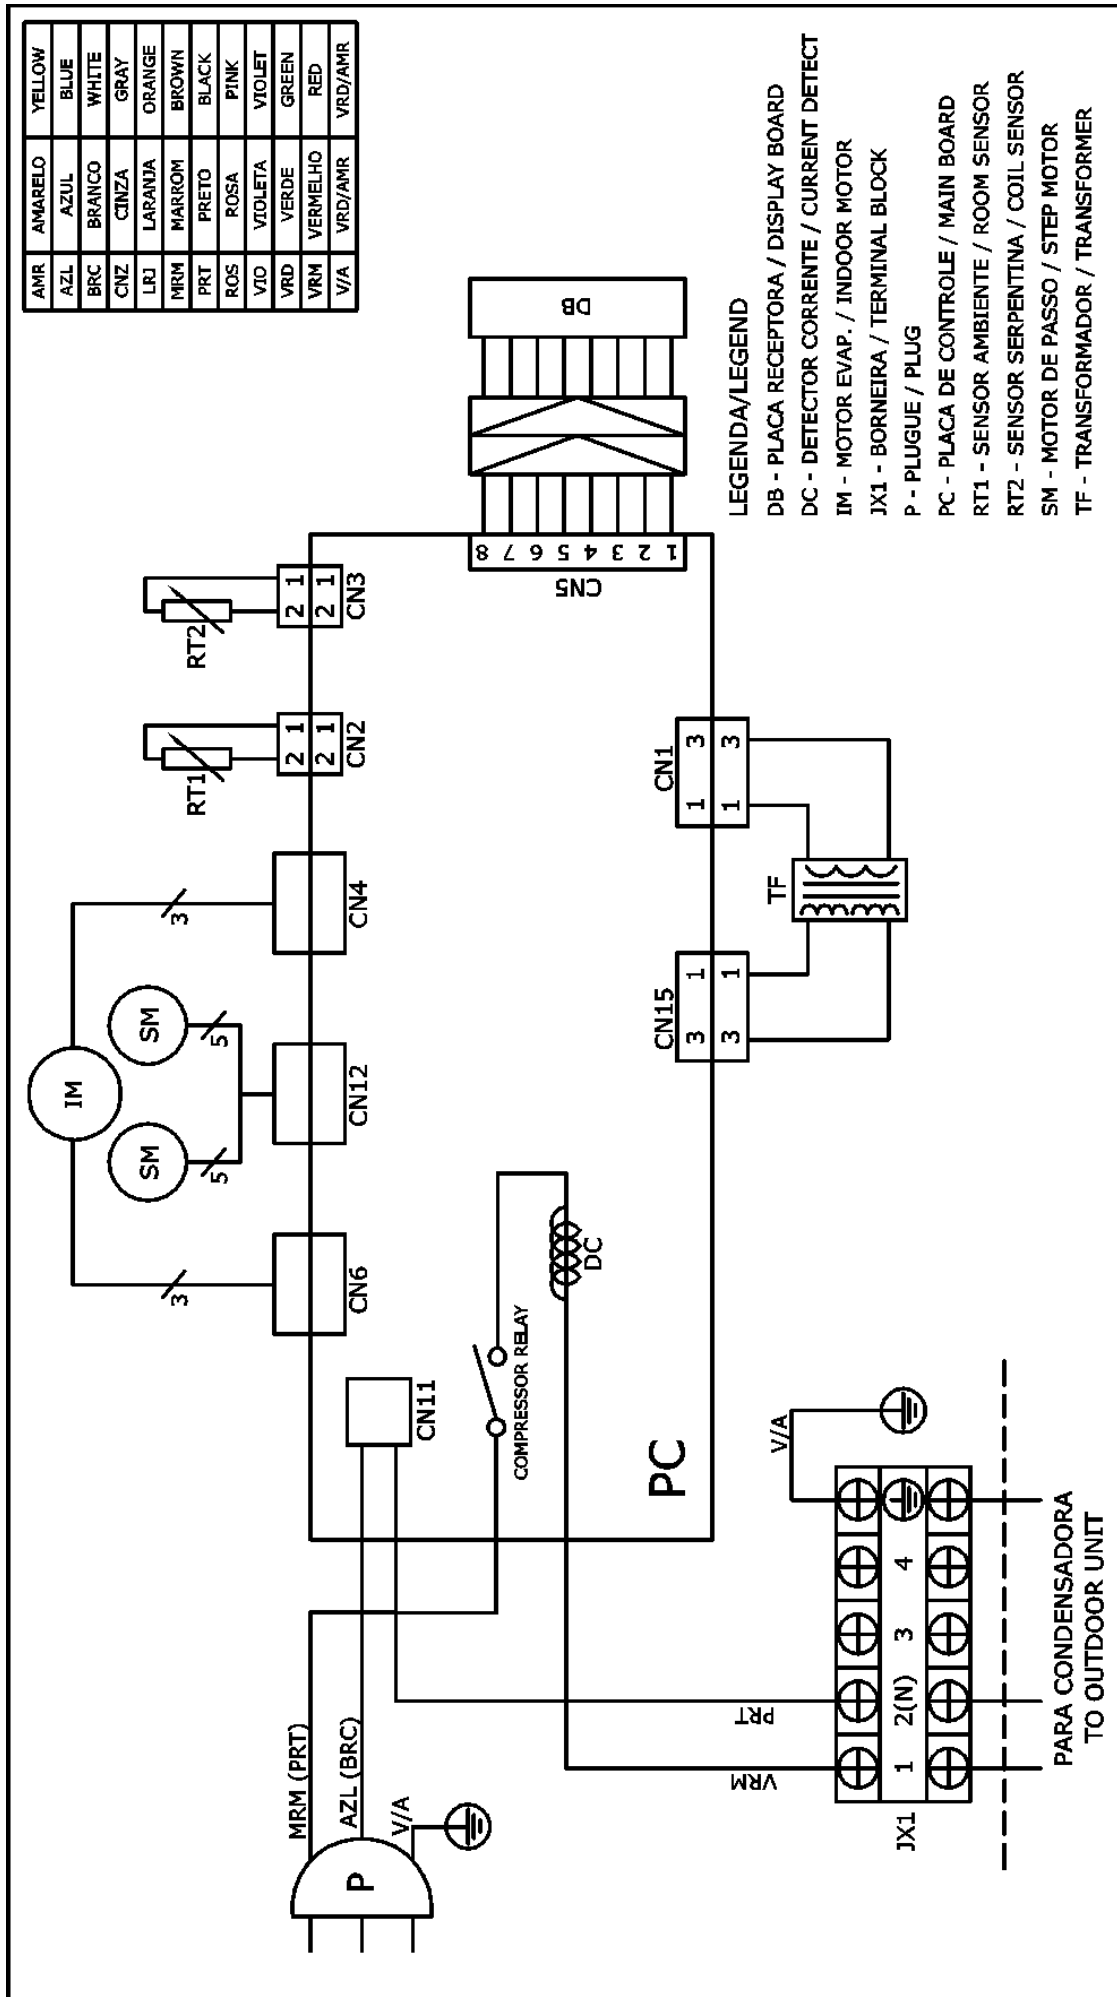 AMR AMARELO YELLOW
AZL AZUL BLUE
BRC BRANCO WHITE
CNZ CINZA GRAY
LRJ LARANJA ORANGE
MRM MARROM BROWN
PRT PRETO BLACK
ROS ROSA PINK
VIO VIOLETA VIOLET
VRD VERDE GREEN
VRM VERMELHO RED
V/A VRD/AMR VRD/AMR
IM
SM
SM
RT1
RT2
3
5
5
3
2 1
2 1
2 1
2 1
CN6
CN12
CN4
CN2
CN3
CN11
MRM (PRT)
AZL (BRC)
V/A
P
COMPRESSOR RELAY
DC
PC
CN5
8
7
6
5
4
3
2
1
DB
CN15
3 1
3 1
CN1
1 3
1 3
TF
VRM
PRT
V/A
JX1
1 2(N) 3 4
PARA CONDENSADORA
TO OUTDOOR UNIT
LEGENDA/LEGEND
DB - PLACA RECEPTORA / DISPLAY BOARD
DC - DETECTOR CORRENTE / CURRENT DETECT
IM - MOTOR EVAP. / INDOOR MOTOR
JX1 - BORNEIRA / TERMINAL BLOCK
P - PLUGUE / PLUG
PC - PLACA DE CONTROLE / MAIN BOARD
RT1 - SENSOR AMBIENTE / ROOM SENSOR
RT2 - SENSOR SERPENTINA / COIL SENSOR
SM - MOTOR DE PASSO / STEP MOTOR
TF - TRANSFORMADOR / TRANSFORMER